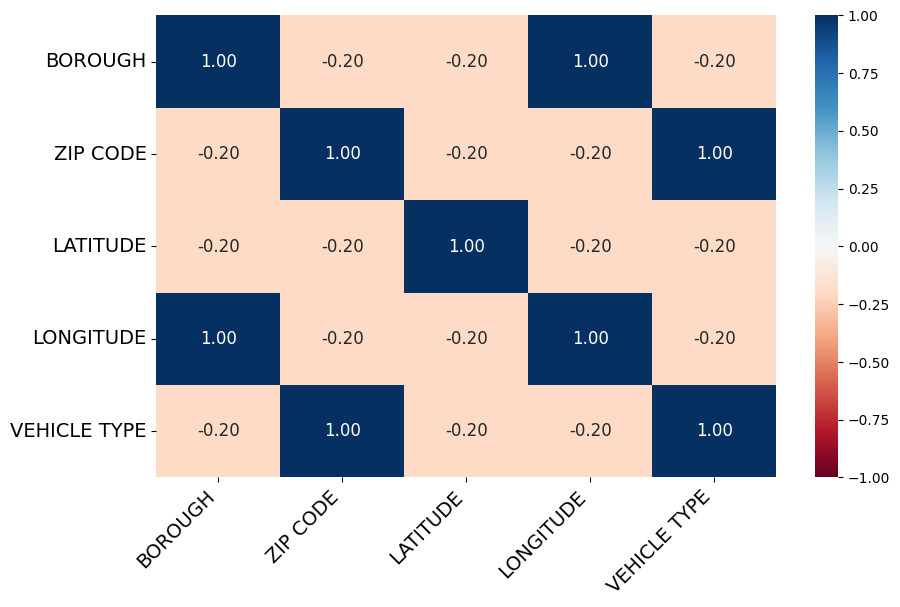 BOROUGH 1.00 -0.20 -0.20 1.00 -0.20
ZIP CODE -0.20 1.00 -0.20 -0.20 1.00
LATITUDE -0.20 -0.20 1.00 -0.20 -0.20
LONGITUDE 1.00 -0.20 -0.20 1.00 -0.20
VEHICLE TYPE -0.20 1.00 -0.20 -0.20 1.00
BOROUGH ZIP CODE LATITUDE LONGITUDE VEHICLE TYPE
1.00
0.75
0.50
0.25
0.00
−0.25
−0.50
−0.75
−1.00